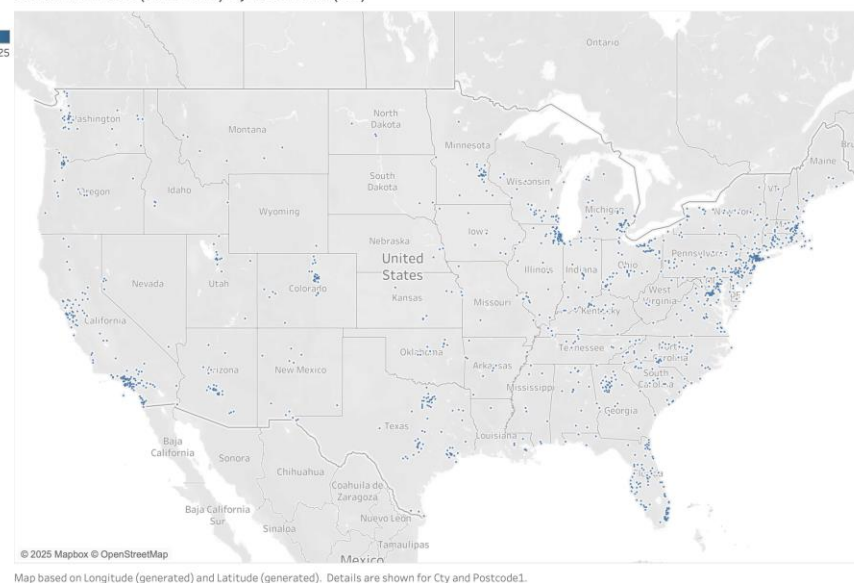 25
Ontario
Washington
North
Dakota
Montana
Minnesota
Maine
South
Dakota
Wisconsin
Michigan
Oregon
Idaho
Wyoming
Iowa
Nebraska
United
States
Illinois
Indiana
Ohio
Nevada
Utah
Colorado
Kansas
Missouri
West
Virginia
Kentucky
California
Tennessee
Oklahoma
Arkansas
Arizona
New Mexico
Mississippi
South
Carolina
Georgia
Texas
Louisiana
Baja
California
Sonora
Chihuahua
Coahuila de
Zaragoza
Baja California
Sur
Nuevo León
Sinaloa
Tamaulipas
Mexico
© 2025 Mapbox © OpenStreetMap
Map based on Longitude (generated) and Latitude (generated). Details are shown for Cty and Postcode1.